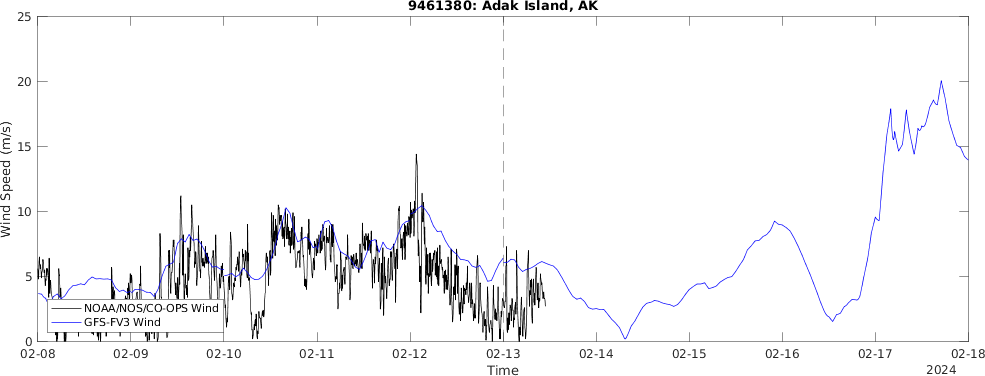 9461380: Adak Island, AK
25
20
15
10
5
0
Wind Speed (m/s)
NOAA/NOS/CO-OPS Wind
GFS-FV3 Wind
02-08 02-09 02-10 02-11 02-12 02-13 02-14 02-15 02-16 02-17 02-18
Time
2024